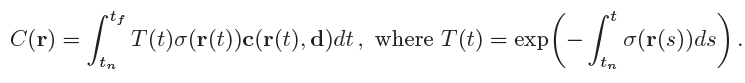 C(𝐫) = ∫_{t_n}^{t_f} T(t)σ(𝐫(t))𝐜(𝐫(t), 𝐝)dt , where T(t) = exp(−∫_{t_n}^{t} σ(𝐫(s))ds) .